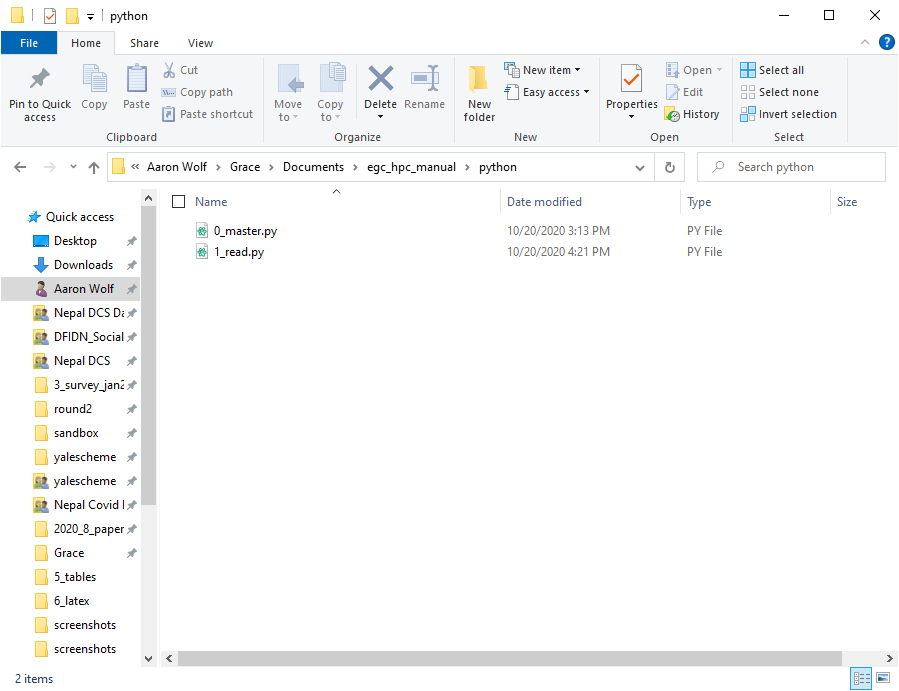 python
File Home Share View
Pin to Quick access
Copy
Paste
Cut
Copy path
Paste shortcut
Clipboard
Move to
Copy to
Delete
Rename
Organize
New folder
New item
Easy access
New
Properties
Open
Edit
History
Open
Select all
Select none
Invert selection
Select
« Aaron Wolf › Grace › Documents › egc_hpc_manual › python
Search python
Quick access
Desktop
Downloads
Aaron Wolf
Nepal DCS Da
DFIDN_Social
Nepal DCS
3_survey_jan2
round2
sandbox
yalescheme
yalescheme
Nepal Covid
2020_8_paper
Grace
5_tables
6_latex
screenshots
screenshots
Name Date modified Type Size
0_master.py 10/20/2020 3:13 PM PY File
1_read.py 10/20/2020 4:21 PM PY File
2 items